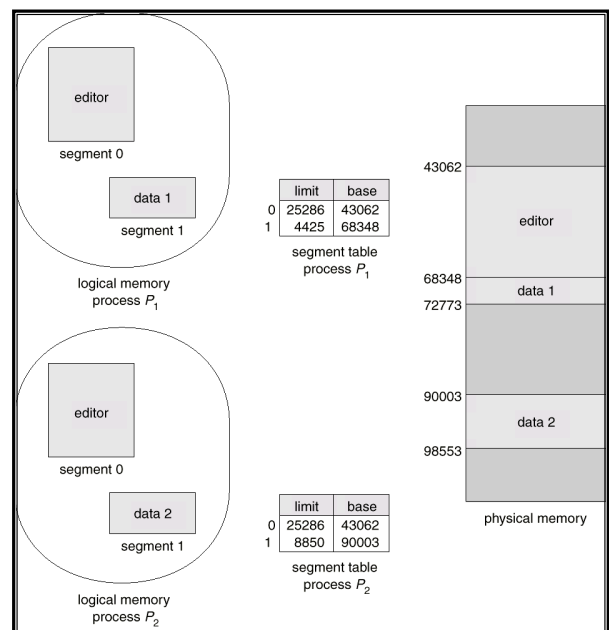 editor
segment 0
data 1
segment 1
logical memory
process P1
limit base
0 25286 43062
1 4425 68348
segment table
process P1
43062
editor
68348
data 1
72773
90003
data 2
98553
physical memory
editor
segment 0
data 2
segment 1
logical memory
process P2
limit base
0 25286 43062
1 8850 90003
segment table
process P2